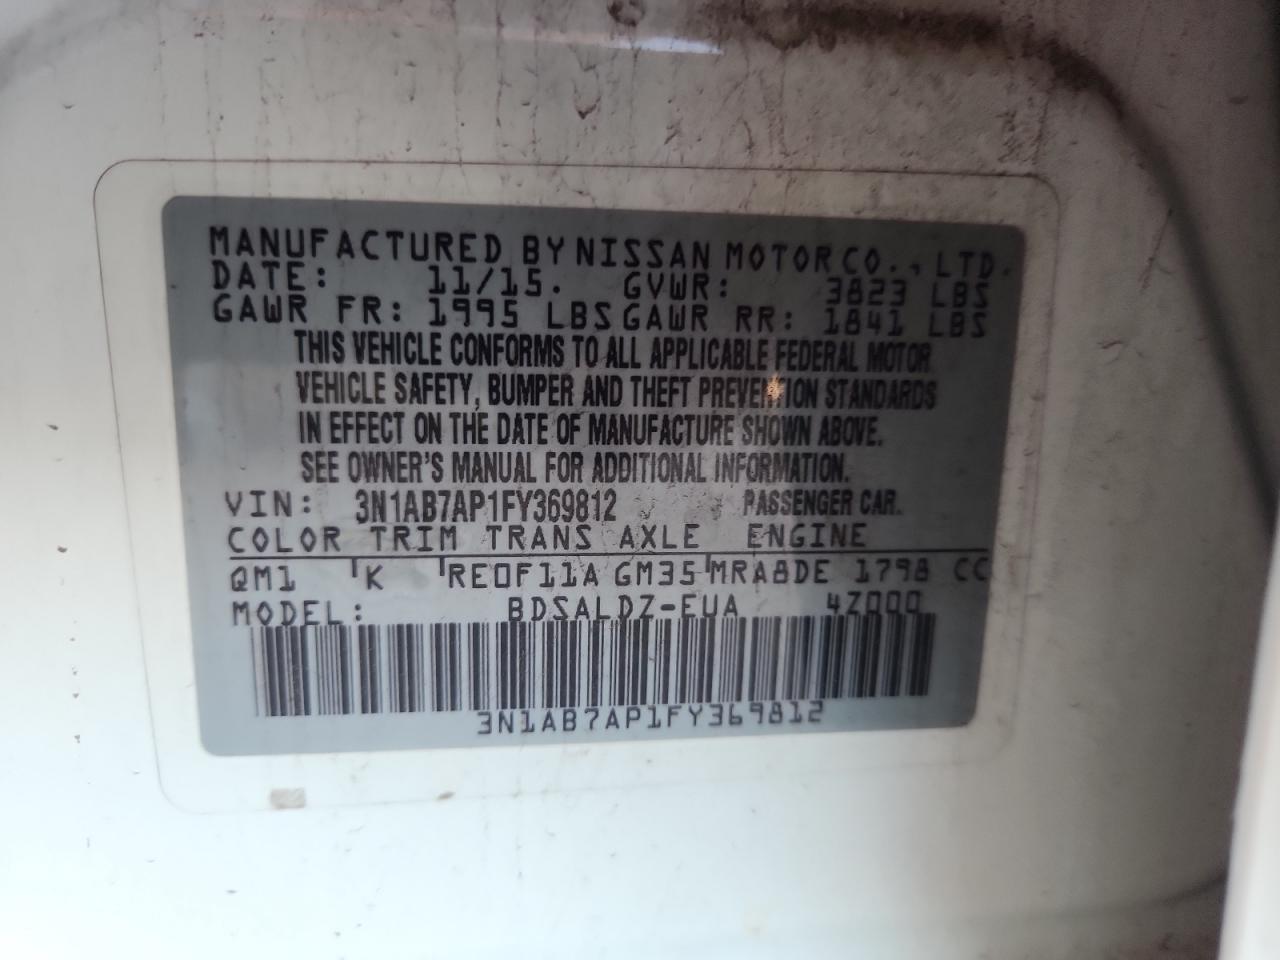 MANUFACTURED BY NISSAN MOTOR CO., LTD.
DATE: 11/15. GVWR: 3823 LBS
GAWR FR: 1995 LBS GAWR RR: 1841 LBS
THIS VEHICLE CONFORMS TO ALL APPLICABLE FEDERAL MOTOR
VEHICLE SAFETY, BUMPER AND THEFT PREVENTION STANDARDS
IN EFFECT ON THE DATE OF MANUFACTURE SHOWN ABOVE.
SEE OWNER'S MANUAL FOR ADDITIONAL INFORMATION.
VIN: 3N1AB7AP1FY369812 PASSENGER CAR.
COLOR TRIM TRANS AXLE ENGINE
QM1 K RE0F11A GM35 MRA8DE 1798 CC
MODEL: BDSALDZ-EUA 4Z000
3N1AB7AP1FY369812